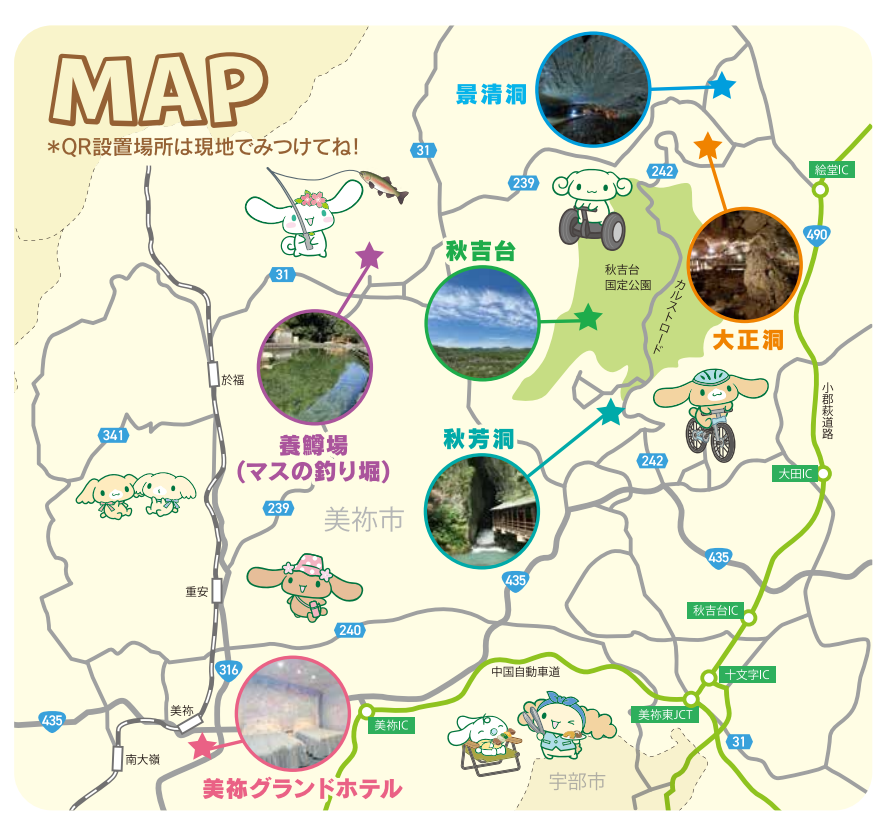 MAP
*QR設置場所は現地でみつけてね!
景清洞
31
239
242
絵堂IC
490
秋吉台
31
秋吉台
国定公園
カルストロード
大正洞
於福
養鱒場
(マスの釣り堀)
小郡萩道路
341
秋芳洞
242
大田IC
239
美祢市
435
435
重安
秋吉台IC
240
316
中国自動車道
十文字IC
435
美祢
美祢IC
美祢東JCT
31
南大嶺
美祢グランドホテル
宇部市